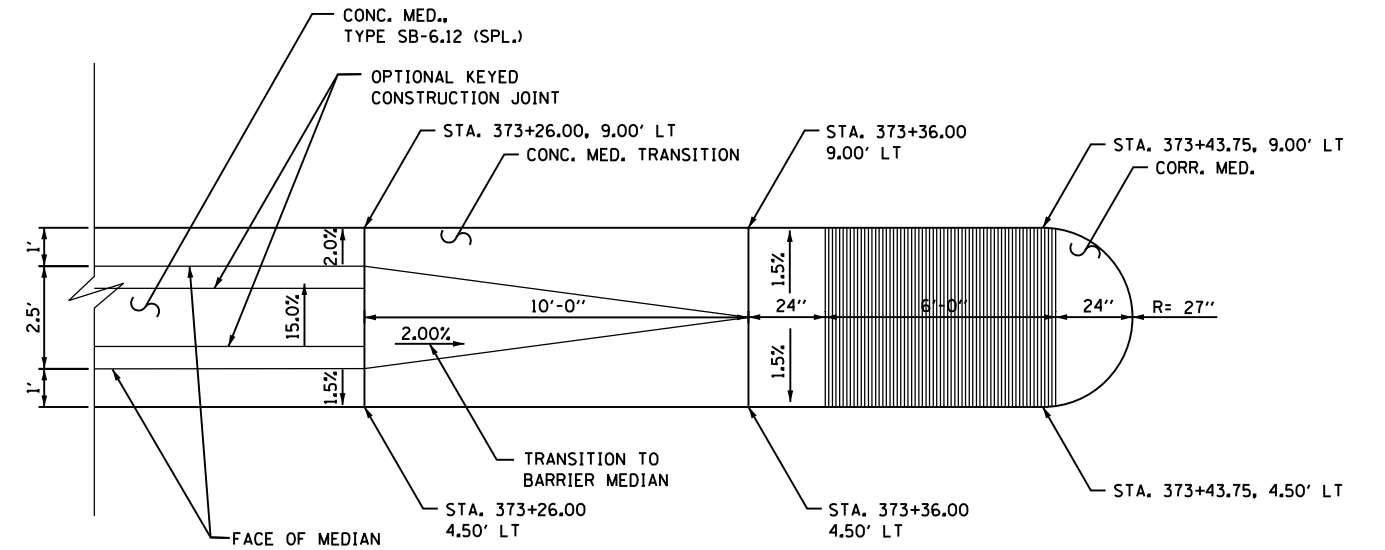 CONC. MED.,
TYPE SB-6.12 (SPL.)
OPTIONAL KEYED
CONSTRUCTION JOINT
STA. 373+26.00, 9.00' LT
CONC. MED. TRANSITION
STA. 373+36.00
9.00' LT
STA. 373+43.75, 9.00' LT
CORR. MED.
1'
2.5'
1'
2.0%
15.0%
1.5%
10'-0"
2.00%
1.5%
24"
1.5%
6'-0"
24"
R= 27"
TRANSITION TO
BARRIER MEDIAN
STA. 373+26.00
4.50' LT
STA. 373+36.00
4.50' LT
STA. 373+43.75, 4.50' LT
FACE OF MEDIAN